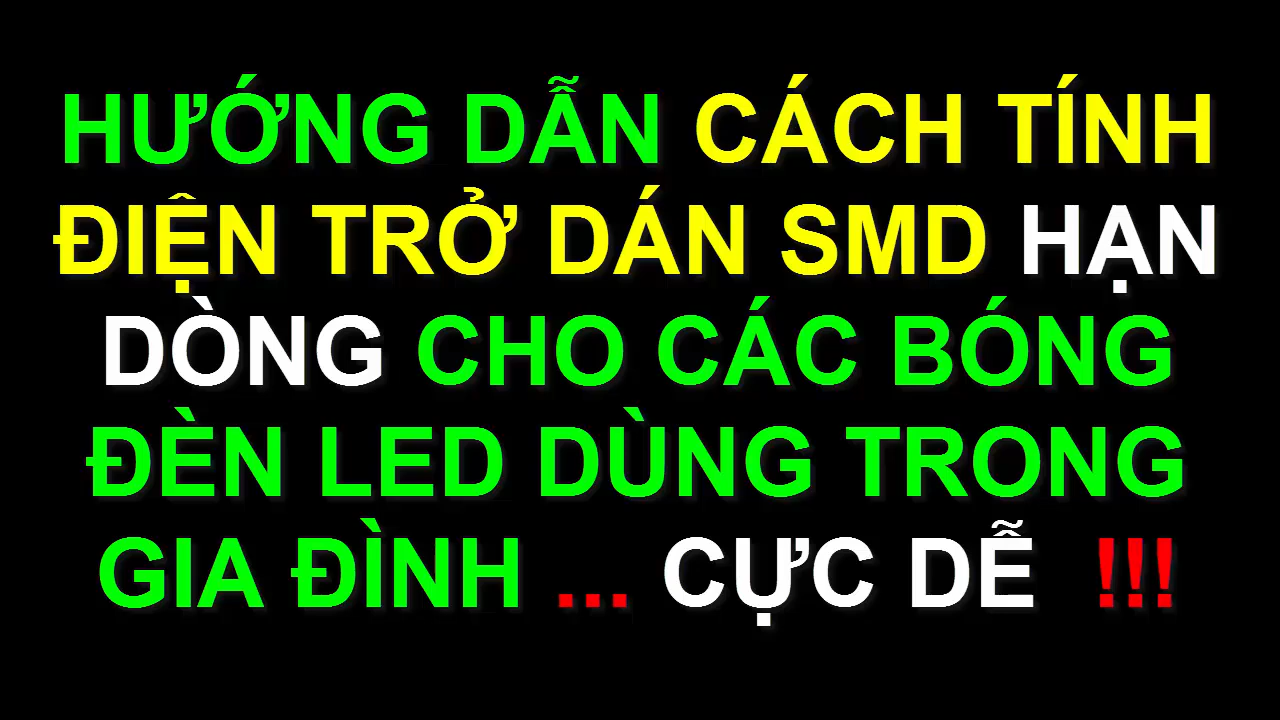 HƯỚNG DẪN CÁCH TÍNH
ĐIỆN TRỞ DÁN SMD HẠN
DÒNG CHO CÁC BÓNG
ĐÈN LED DÙNG TRONG
GIA ĐÌNH ... CỰC DỄ !!!